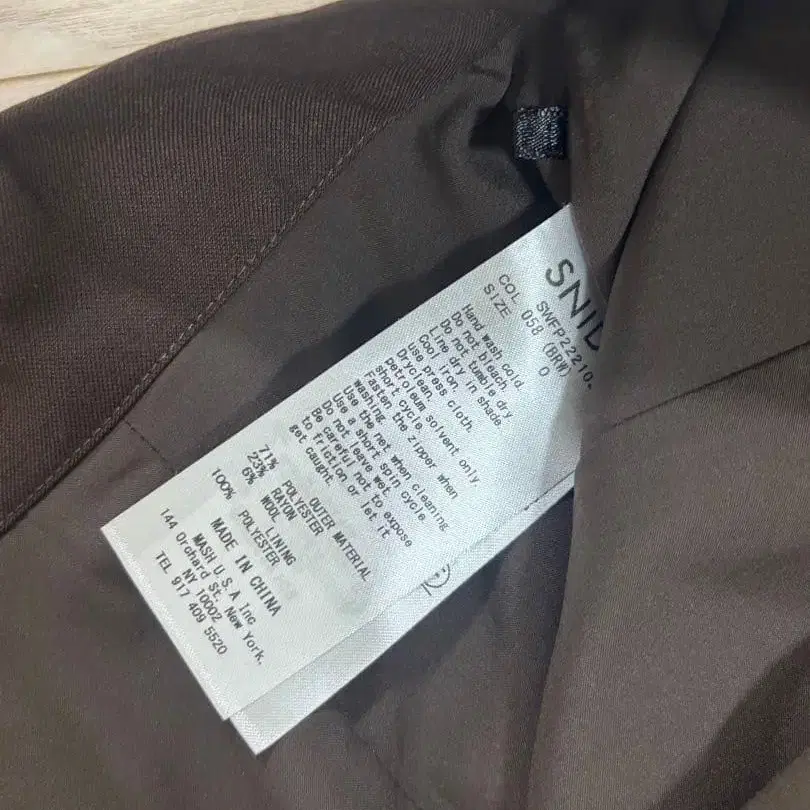 SNID
SWFP22210
COL 058 (BRW)
SIZE 0
Hand wash cold.
Do not bleach
Do not tumble dry
Line dry in shade.
Cool iron.
use press cloth.
Dryclean.
petroleum solvent only
short cycle.
Fasten the zipper when
washing.
Use the net when cleaning
Use a short spin cycle
Do not leave wet.
Be careful not to expose
to friction or let it
get caught.
OUTER MATERIAL
71% POLYESTER
23% RAYON
6% WOOL
LINING
100% POLYESTER
MADE IN CHINA
MASH U.S.A Inc
144 Orchard St. New York,
NY 10002
TEL 917 409 5520